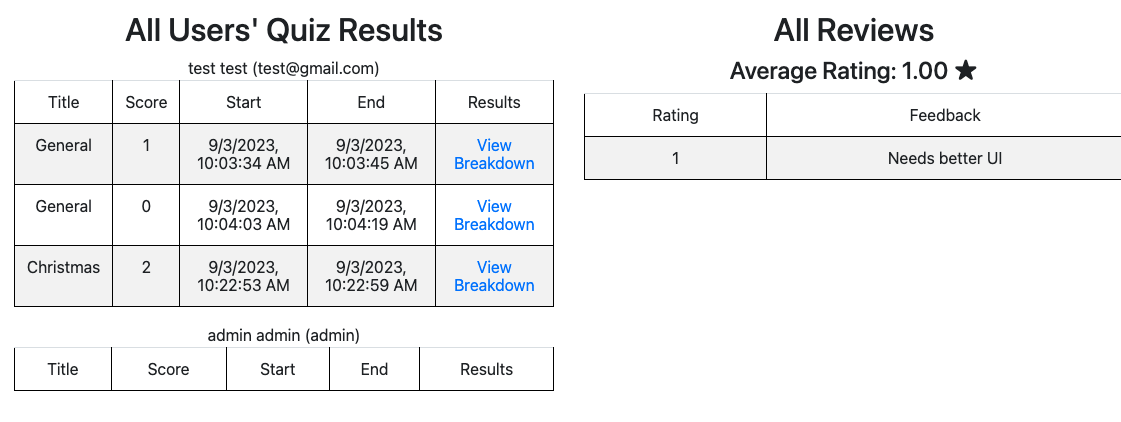 All Users' Quiz Results
test test (test@gmail.com)
Title Score Start End Results
General 1 9/3/2023, 9/3/2023, View
10:03:34 AM 10:03:45 AM Breakdown
General 0 9/3/2023, 9/3/2023, View
10:04:03 AM 10:04:19 AM Breakdown
Christmas 2 9/3/2023, 9/3/2023, View
10:22:53 AM 10:22:59 AM Breakdown
admin admin (admin)
Title Score Start End Results
All Reviews
Average Rating: 1.00 ★
Rating Feedback
1 Needs better UI